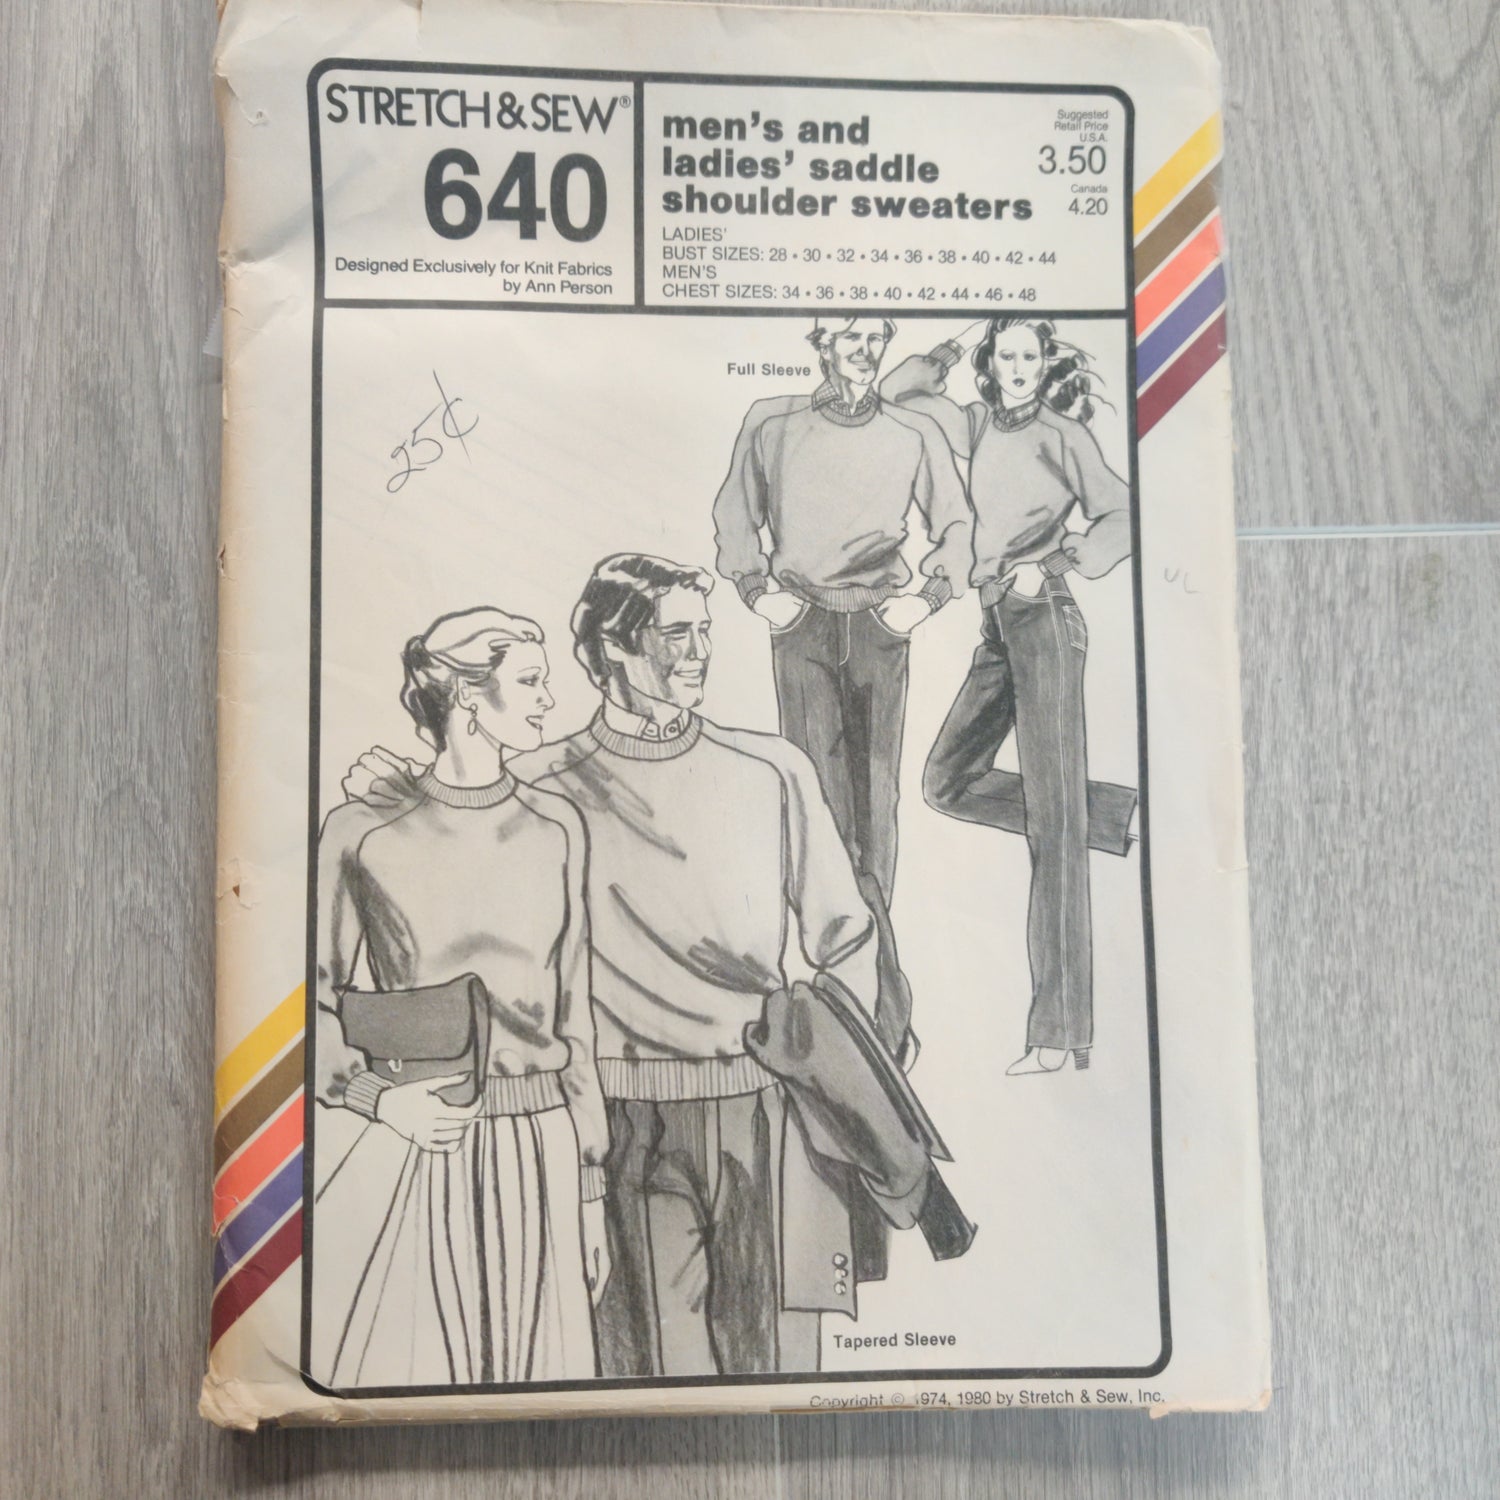 STRETCH & SEW®
640
Designed Exclusively for Knit Fabrics
by Ann Person
men's and
ladies' saddle
shoulder sweaters
Suggested
Retail Price
U.S.A.
3.50
Canada
4.20
LADIES'
BUST SIZES: 28 • 30 • 32 • 34 • 36 • 38 • 40 • 42 • 44
MEN'S
CHEST SIZES: 34 • 36 • 38 • 40 • 42 • 44 • 46 • 48
Full Sleeve
25¢
Tapered Sleeve
Copyright © 1974, 1980 by Stretch & Sew, Inc.